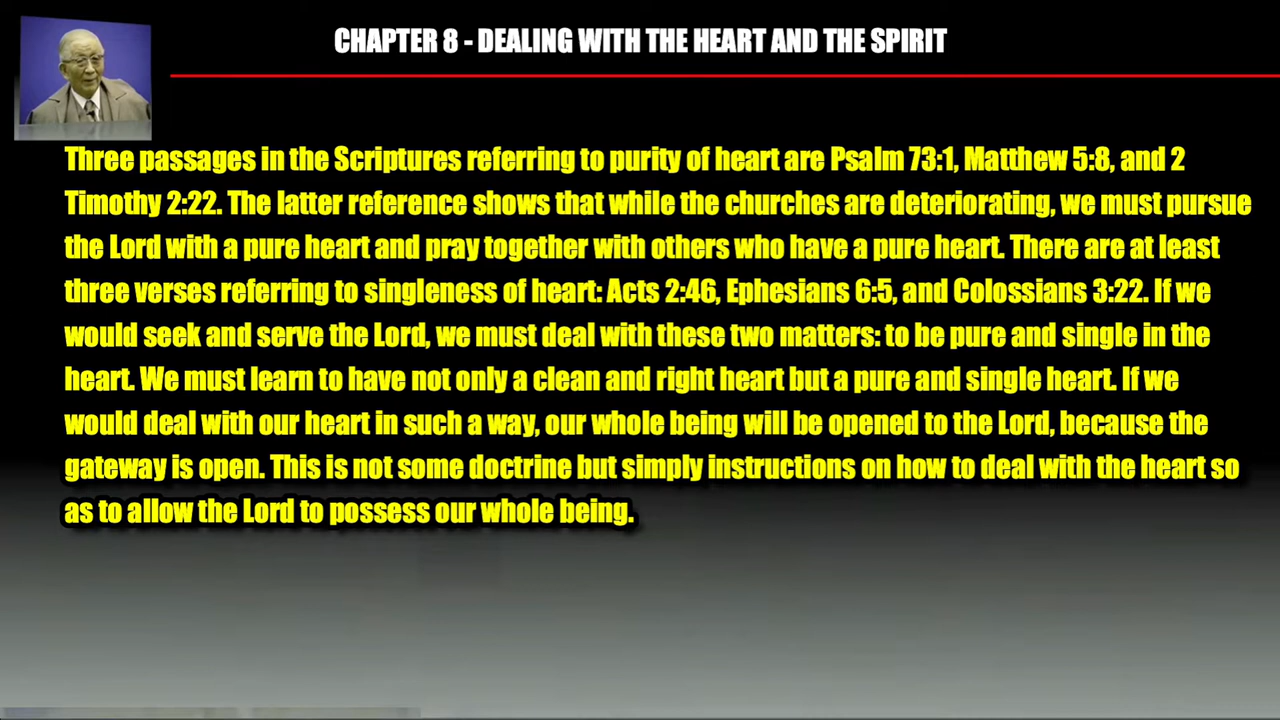 CHAPTER 8 - DEALING WITH THE HEART AND THE SPIRIT
Three passages in the Scriptures referring to purity of heart are Psalm 73:1, Matthew 5:8, and 2
Timothy 2:22. The latter reference shows that while the churches are deteriorating, we must pursue
the Lord with a pure heart and pray together with others who have a pure heart. There are at least
three verses referring to singleness of heart: Acts 2:46, Ephesians 6:5, and Colossians 3:22. If we
would seek and serve the Lord, we must deal with these two matters: to be pure and single in the
heart. We must learn to have not only a clean and right heart but a pure and single heart. If we
would deal with our heart in such a way, our whole being will be opened to the Lord, because the
gateway is open. This is not some doctrine but simply instructions on how to deal with the heart so
as to allow the Lord to possess our whole being.